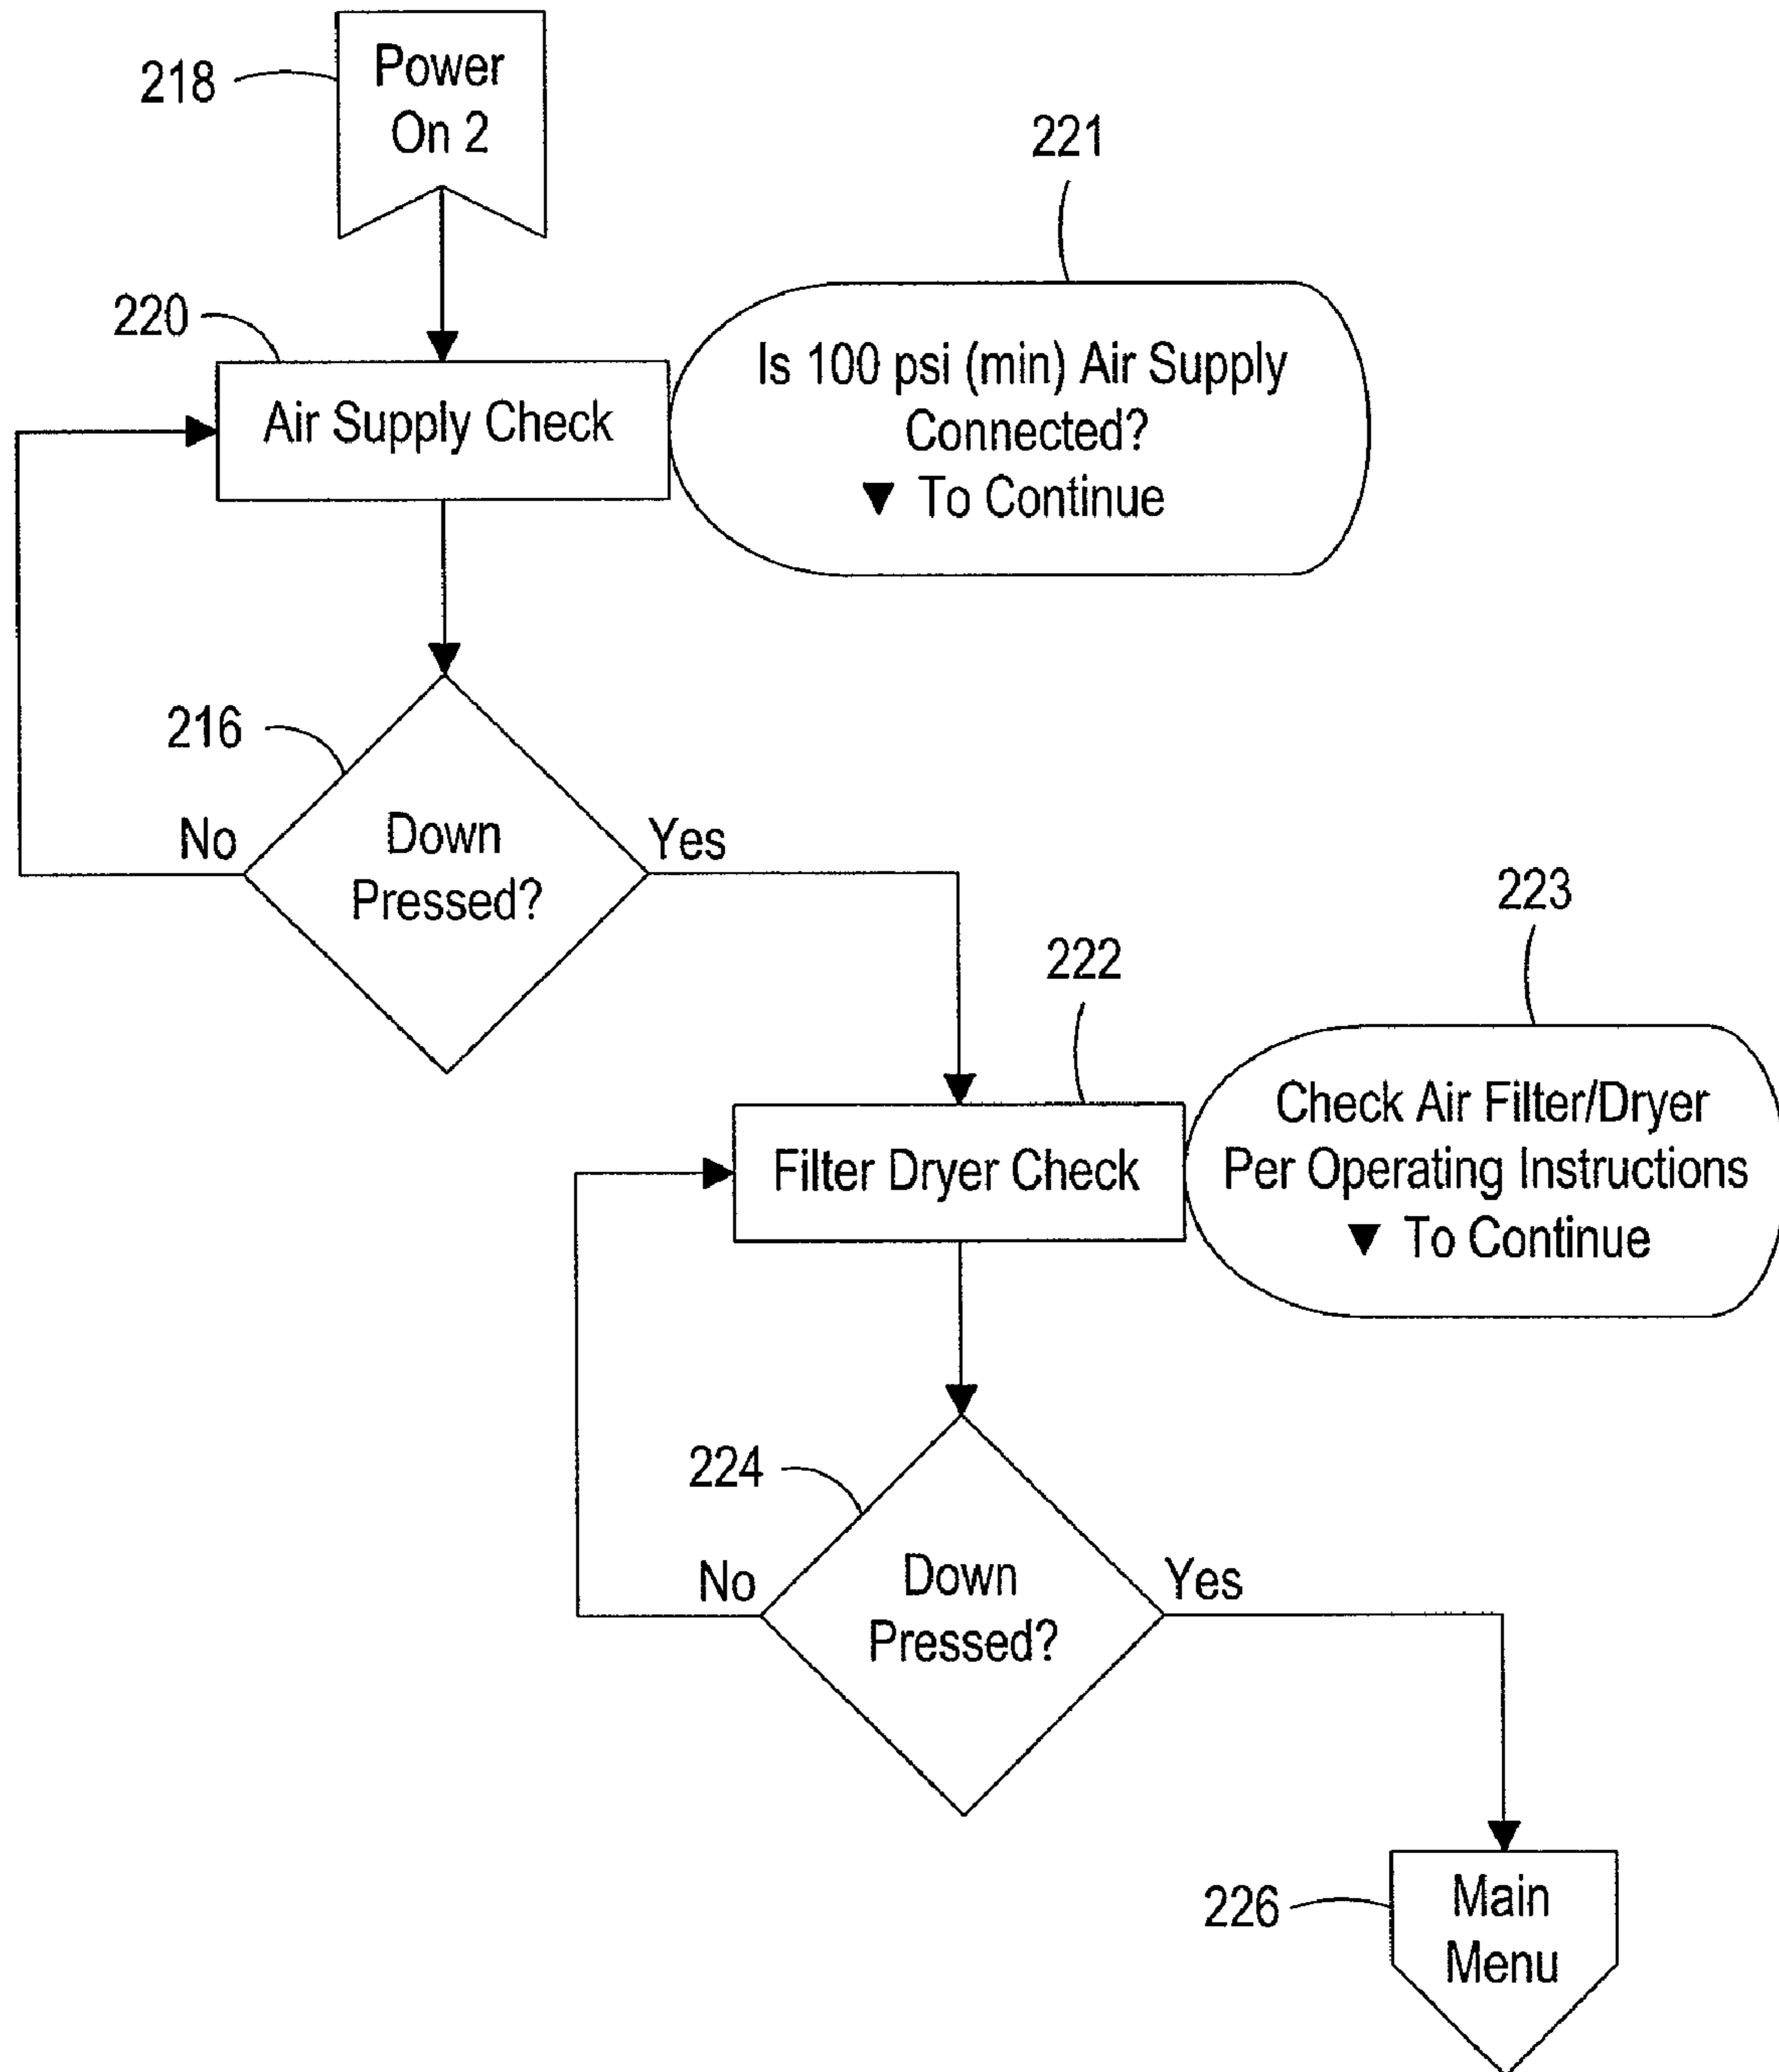 218
Power
On 2
221
220
Air Supply Check
Is 100 psi (min) Air Supply
Connected?
▼ To Continue
216
No
Down
Pressed?
Yes
223
222
Filter Dryer Check
Check Air Filter/Dryer
Per Operating Instructions
▼ To Continue
224
No
Down
Pressed?
Yes
226
Main
Menu